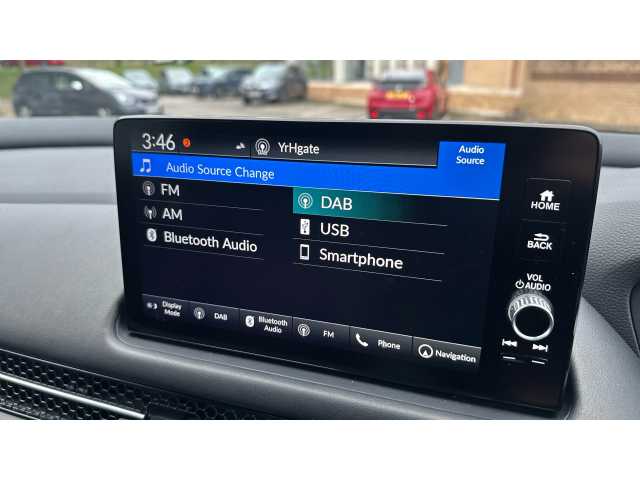 3:46
YrHgate
Audio
Source
Audio Source Change
FM
DAB
AM
USB
Bluetooth Audio
Smartphone
Display
Mode
DAB
Bluetooth
Audio
FM
Phone
Navigation
HOME
BACK
VOL
AUDIO